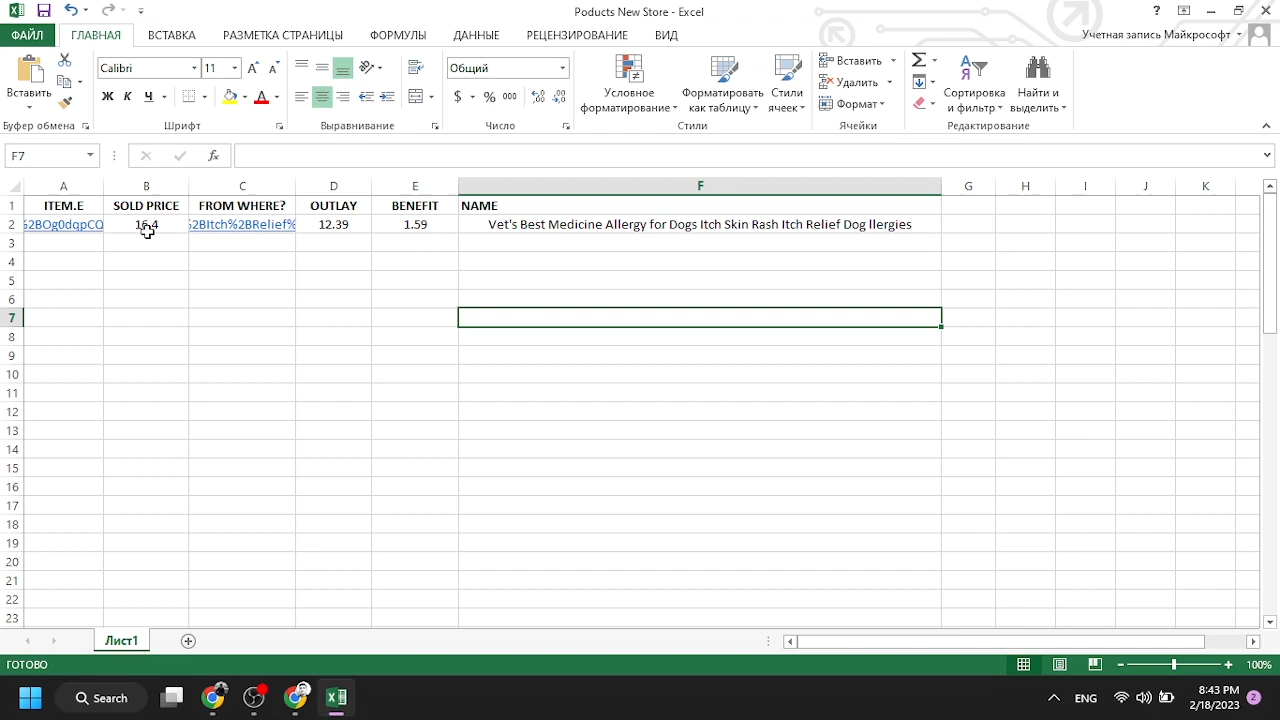 Poducts New Store - Excel
ФАЙЛ ГЛАВНАЯ ВСТАВКА РАЗМЕТКА СТРАНИЦЫ ФОРМУЛЫ ДАННЫЕ РЕЦЕНЗИРОВАНИЕ ВИД Учетная запись Майкрософт
Вставить
Calibri 11
Ж К Ч
Общий
$ % 000
Условное форматирование
Форматировать как таблицу
Стили ячеек
Вставить
Удалить
Формат
Сортировка и фильтр
Найти и выделить
Буфер обмена Шрифт Выравнивание Число Стили Ячейки Редактирование
F7 fx
A B C D E F G H I J K
1 ITEM.E SOLD PRICE FROM WHERE? OUTLAY BENEFIT NAME
2 %2BOg0dqpCQ 16.4 %2BItch%2BRelief% 12.39 1.59 Vet's Best Medicine Allergy for Dogs Itch Skin Rash Itch Relief Dog llergies
3
4
5
6
7
8
9
10
11
12
13
14
15
16
17
18
19
20
21
22
23
Лист1
ГОТОВО 100%
Search ENG 8:43 PM
2/18/2023 2